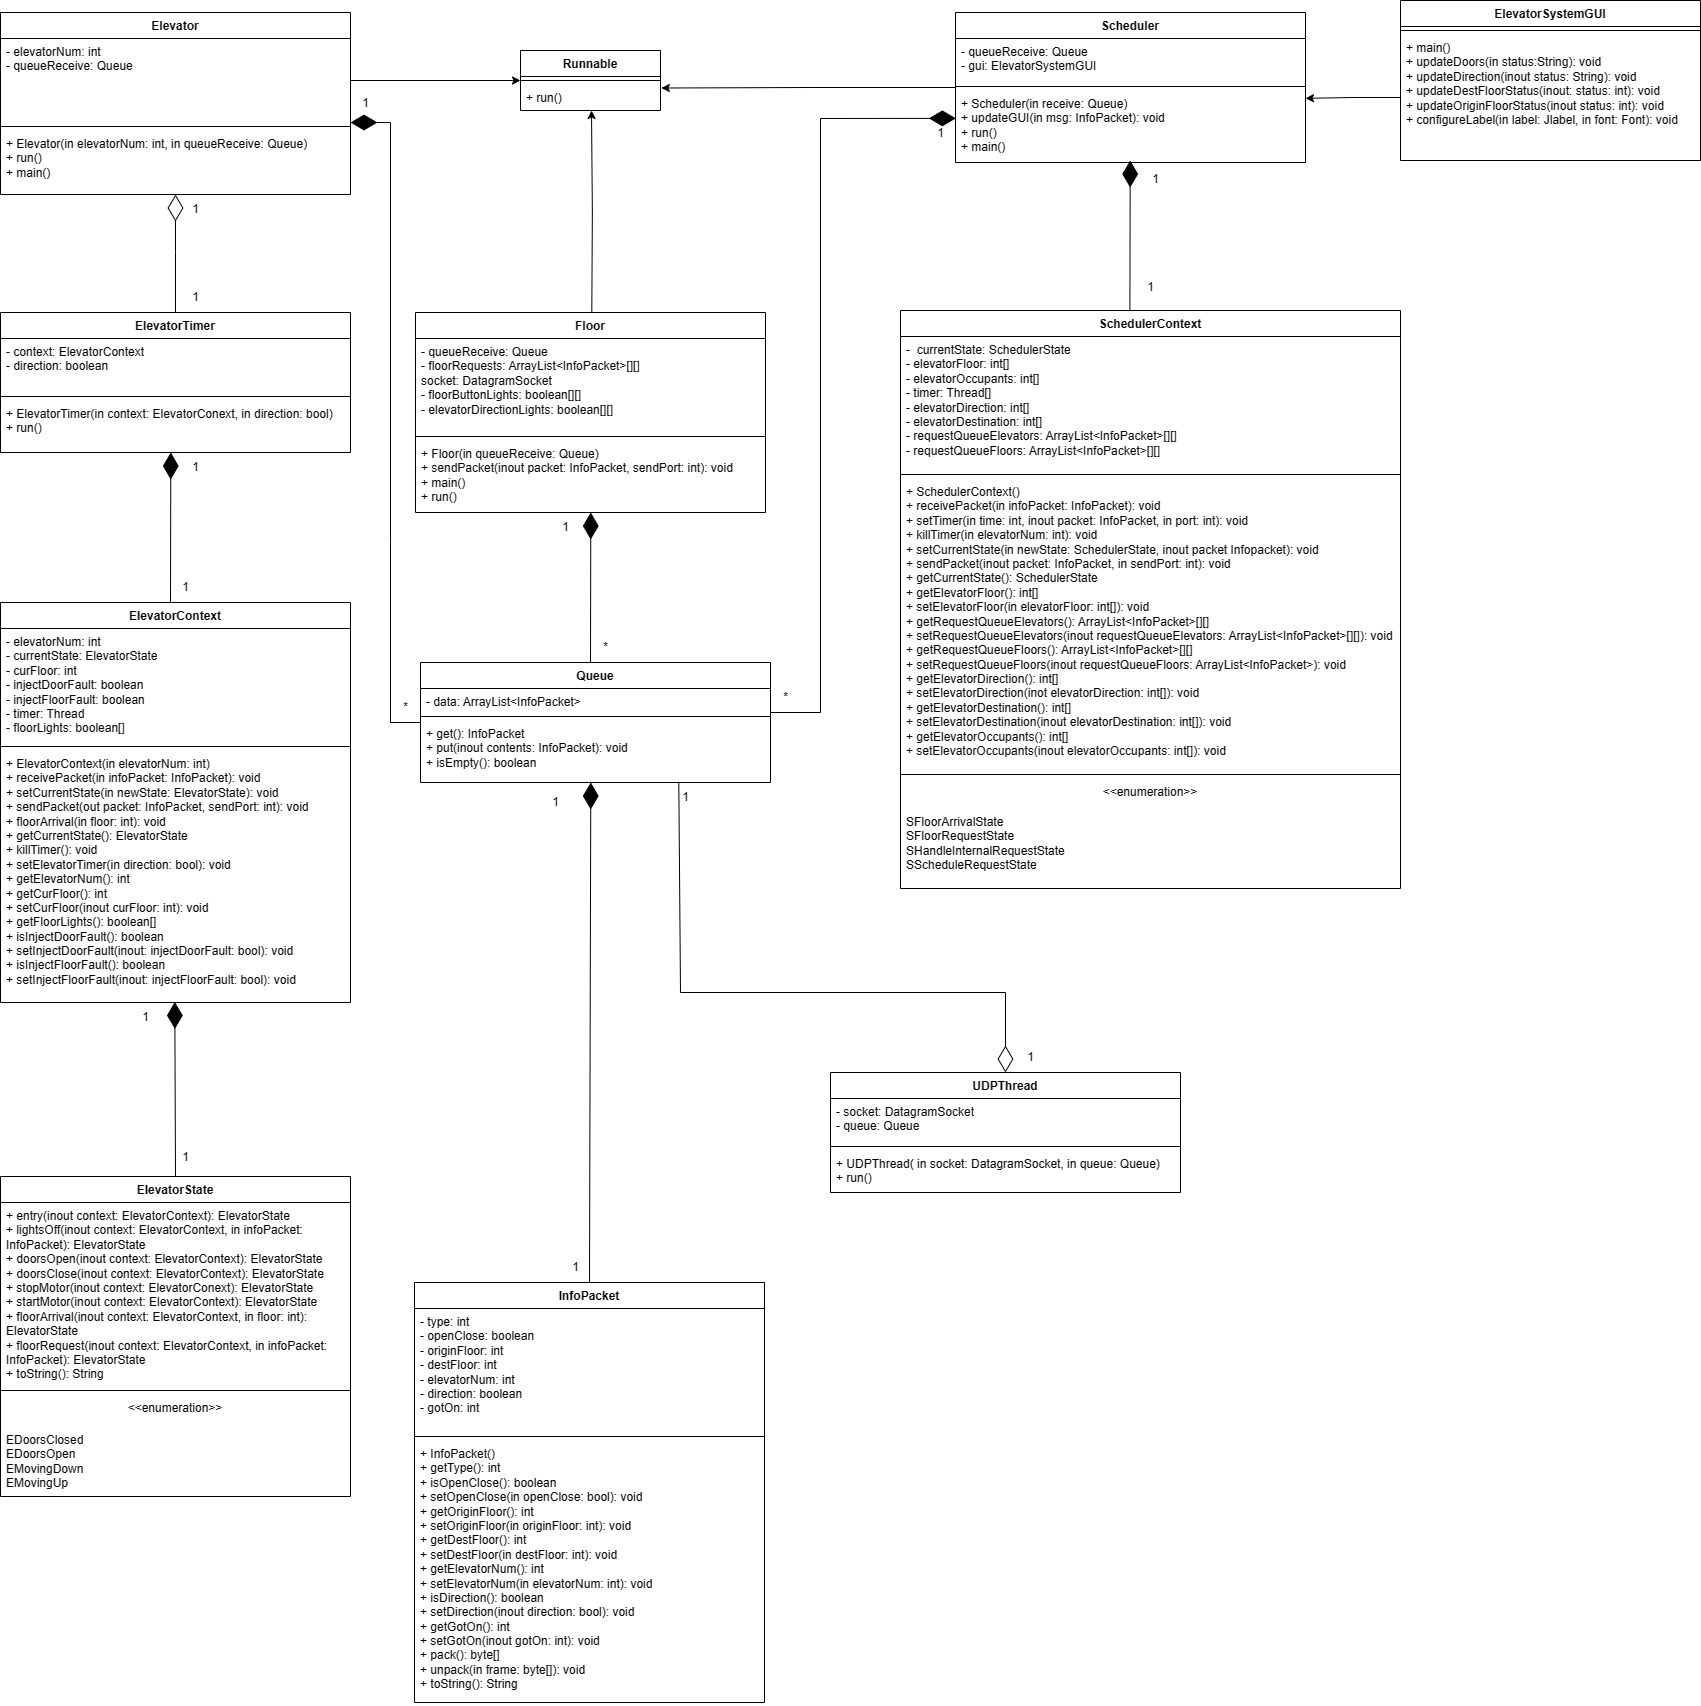 Elevator
- elevatorNum: int
- queueReceive: Queue
+ Elevator(in elevatorNum: int, in queueReceive: Queue)
+ run()
+ main()
1
1
1
Runnable
+ run()
Scheduler
- queueReceive: Queue
- gui: ElevatorSystemGUI
+ Scheduler(in receive: Queue)
+ updateGUI(in msg: InfoPacket): void
+ run()
+ main()
1
1
1
ElevatorSystemGUI
+ main()
+ updateDoors(in status:String): void
+ updateDirection(inout status: String): void
+ updateDestFloorStatus(inout: status: int): void
+ updateOriginFloorStatus(inout status: int): void
+ configureLabel(in label: Jlabel, in font: Font): void
ElevatorTimer
- context: ElevatorContext
- direction: boolean
+ ElevatorTimer(in context: ElevatorConext, in direction: bool)
+ run()
1
1
Floor
- queueReceive: Queue
- floorRequests: ArrayList<InfoPacket>[][]
socket: DatagramSocket
- floorButtonLights: boolean[][]
- elevatorDirectionLights: boolean[][]
+ Floor(in queueReceive: Queue)
+ sendPacket(inout packet: InfoPacket, sendPort: int): void
+ main()
+ run()
1
*
SchedulerContext
-  currentState: SchedulerState
- elevatorFloor: int[]
- elevatorOccupants: int[]
- timer: Thread[]
- elevatorDirection: int[]
- elevatorDestination: int[]
- requestQueueElevators: ArrayList<InfoPacket>[][]
- requestQueueFloors: ArrayList<InfoPacket>[][]
+ SchedulerContext()
+ receivePacket(in infoPacket: InfoPacket): void
+ setTimer(in time: int, inout packet: InfoPacket, in port: int): void
+ killTimer(in elevatorNum: int): void
+ setCurrentState(in newState: SchedulerState, inout packet Infopacket): void
+ sendPacket(inout packet: InfoPacket, in sendPort: int): void
+ getCurrentState(): SchedulerState
+ getElevatorFloor(): int[]
+ setElevatorFloor(in elevatorFloor: int[]): void
+ getRequestQueueElevators(): ArrayList<InfoPacket>[][]
+ setRequestQueueElevators(inout requestQueueElevators: ArrayList<InfoPacket>[][]): void
+ getRequestQueueFloors(): ArrayList<InfoPacket>[][]
+ setRequestQueueFloors(inout requestQueueFloors: ArrayList<InfoPacket>): void
+ getElevatorDirection(): int[]
+ setElevatorDirection(inot elevatorDirection: int[]): void
+ getElevatorDestination(): int[]
+ setElevatorDestination(inout elevatorDestination: int[]): void
+ getElevatorOccupants(): int[]
+ setElevatorOccupants(inout elevatorOccupants: int[]): void
<<enumeration>>
SFloorArrivalState
SFloorRequestState
SHandleInternalRequestState
SScheduleRequestState
ElevatorContext
- elevatorNum: int
- currentState: ElevatorState
- curFloor: int
- injectDoorFault: boolean
- injectFloorFault: boolean
- timer: Thread
- floorLights: boolean[]
+ ElevatorContext(in elevatorNum: int)
+ receivePacket(in infoPacket: InfoPacket): void
+ setCurrentState(in newState: ElevatorState): void
+ sendPacket(out packet: InfoPacket, sendPort: int): void
+ floorArrival(in floor: int): void
+ getCurrentState(): ElevatorState
+ killTimer(): void
+ setElevatorTimer(in direction: bool): void
+ getElevatorNum(): int
+ getCurFloor(): int
+ setCurFloor(inout curFloor: int): void
+ getFloorLights(): boolean[]
+ isInjectDoorFault(): boolean
+ setInjectDoorFault(inout: injectDoorFault: bool): void
+ isInjectFloorFault(): boolean
+ setInjectFloorFault(inout: injectFloorFault: bool): void
1
1
Queue
- data: ArrayList<InfoPacket>
+ get(): InfoPacket
+ put(inout contents: InfoPacket): void
+ isEmpty(): boolean
*
*
1
1
1
UDPThread
- socket: DatagramSocket
- queue: Queue
+ UDPThread( in socket: DatagramSocket, in queue: Queue)
+ run()
1
ElevatorState
+ entry(inout context: ElevatorContext): ElevatorState
+ lightsOff(inout context: ElevatorContext, in infoPacket:
InfoPacket): ElevatorState
+ doorsOpen(inout context: ElevatorContext): ElevatorState
+ doorsClose(inout context: ElevatorContext): ElevatorState
+ stopMotor(inout context: ElevatorConext): ElevatorState
+ startMotor(inout context: ElevatorContext): ElevatorState
+ floorArrival(inout context: ElevatorContext, in floor: int):
ElevatorState
+ floorRequest(inout context: ElevatorContext, in infoPacket:
InfoPacket): ElevatorState
+ toString(): String
<<enumeration>>
EDoorsClosed
EDoorsOpen
EMovingDown
EMovingUp
InfoPacket
- type: int
- openClose: boolean
- originFloor: int
- destFloor: int
- elevatorNum: int
- direction: boolean
- gotOn: int
+ InfoPacket()
+ getType(): int
+ isOpenClose(): boolean
+ setOpenClose(in openClose: bool): void
+ getOriginFloor(): int
+ setOriginFloor(in originFloor: int): void
+ getDestFloor(): int
+ setDestFloor(in destFloor: int): void
+ getElevatorNum(): int
+ setElevatorNum(in elevatorNum: int): void
+ isDirection(): boolean
+ setDirection(inout direction: bool): void
+ getGotOn(): int
+ setGotOn(inout gotOn: int): void
+ pack(): byte[]
+ unpack(in frame: byte[]): void
+ toString(): String